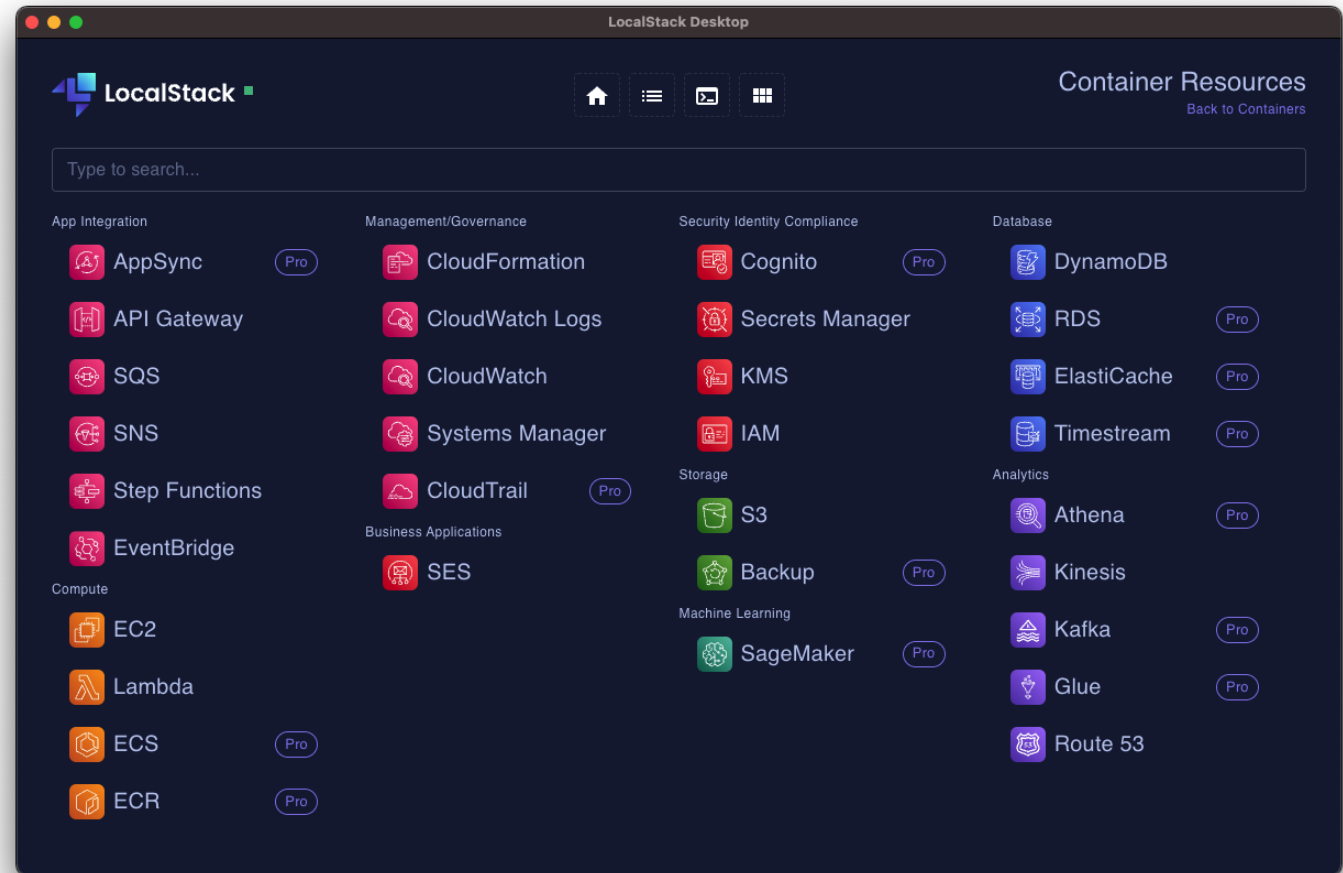 LocalStack Desktop
LocalStack
Container Resources
Back to Containers
Type to search...
App Integration
AppSync Pro
API Gateway
SQS
SNS
Step Functions
EventBridge
Compute
EC2
Lambda
ECS Pro
ECR Pro
Management/Governance
CloudFormation
CloudWatch Logs
CloudWatch
Systems Manager
CloudTrail Pro
Business Applications
SES
Security Identity Compliance
Cognito Pro
Secrets Manager
KMS
IAM
Storage
S3
Backup Pro
Machine Learning
SageMaker Pro
Database
DynamoDB
RDS Pro
ElastiCache Pro
Timestream Pro
Analytics
Athena Pro
Kinesis
Kafka Pro
Glue Pro
Route 53